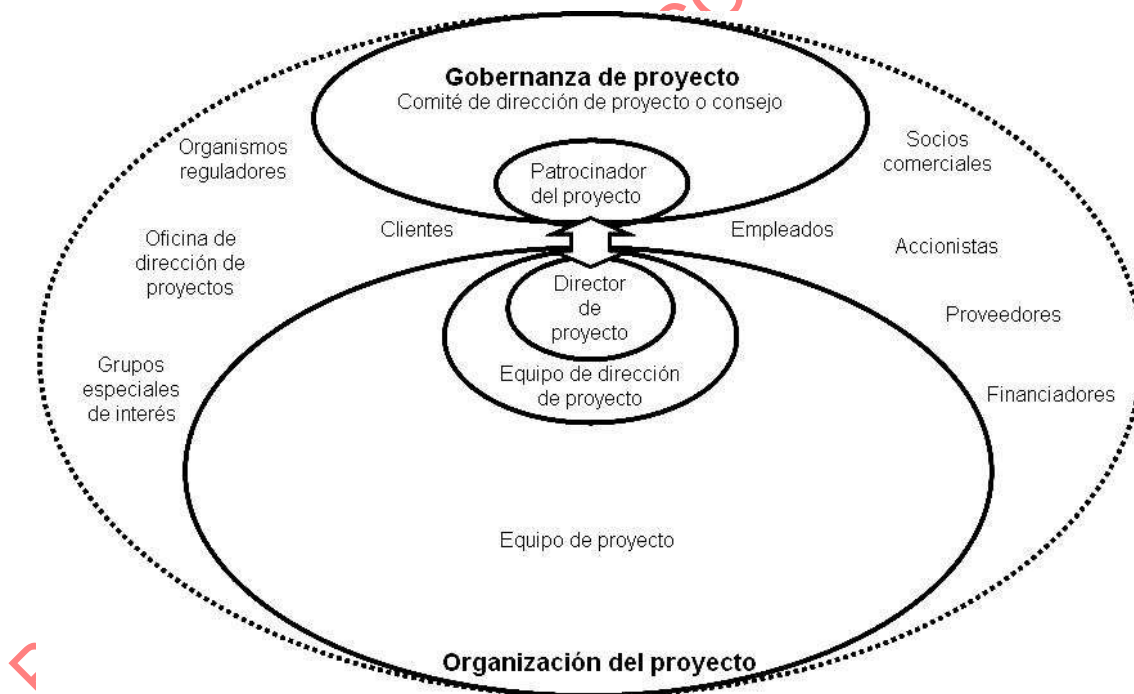 Gobernanza de proyecto
Comité de dirección de proyecto o consejo
Organismos
reguladores
Socios
comerciales
Patrocinador
del proyecto
Clientes
Empleados
Oficina de
dirección de
proyectos
Accionistas
Director
de
proyecto
Proveedores
Grupos
especiales
de interés
Equipo de dirección
de proyecto
Financiadores
Equipo de proyecto
Organización del proyecto